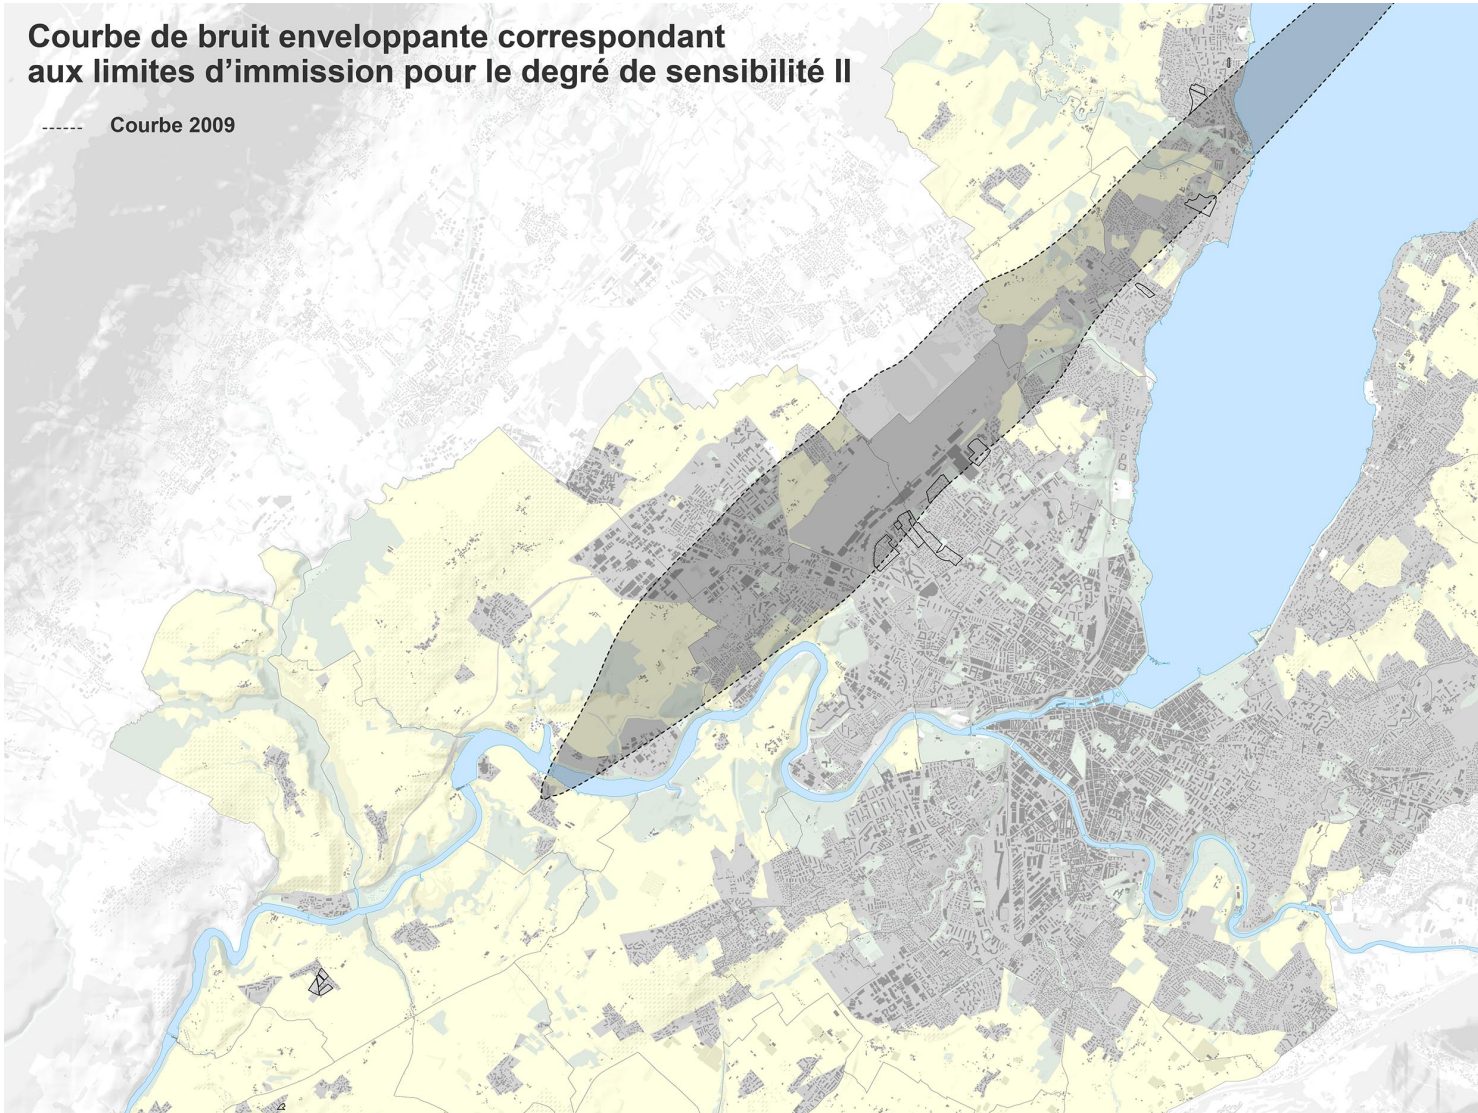 Courbe de bruit enveloppante correspondant
aux limites d’immission pour le degré de sensibilité II
Courbe 2009